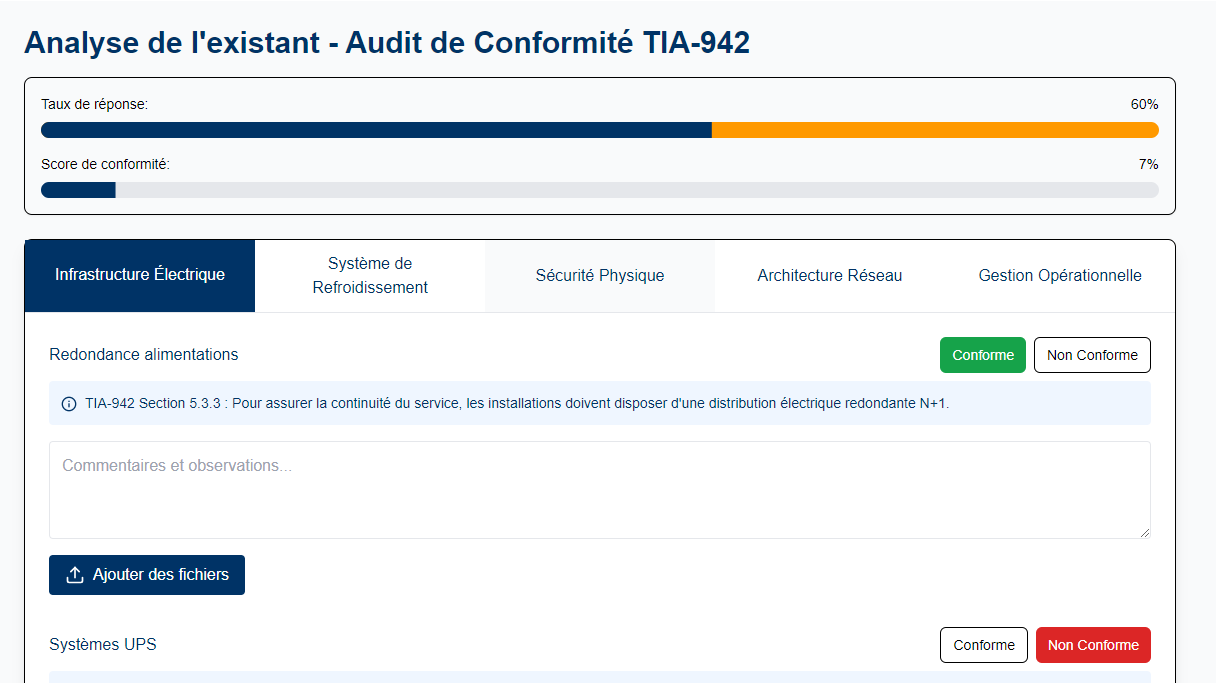 Analyse de l'existant - Audit de Conformité TIA-942
Taux de réponse:
60%
Score de conformité:
7%
Infrastructure Électrique
Système de
Refroidissement
Sécurité Physique
Architecture Réseau
Gestion Opérationnelle
Redondance alimentations
Conforme
Non Conforme
TIA-942 Section 5.3.3 : Pour assurer la continuité du service, les installations doivent disposer d'une distribution électrique redondante N+1.
Commentaires et observations...
Ajouter des fichiers
Systèmes UPS
Conforme
Non Conforme